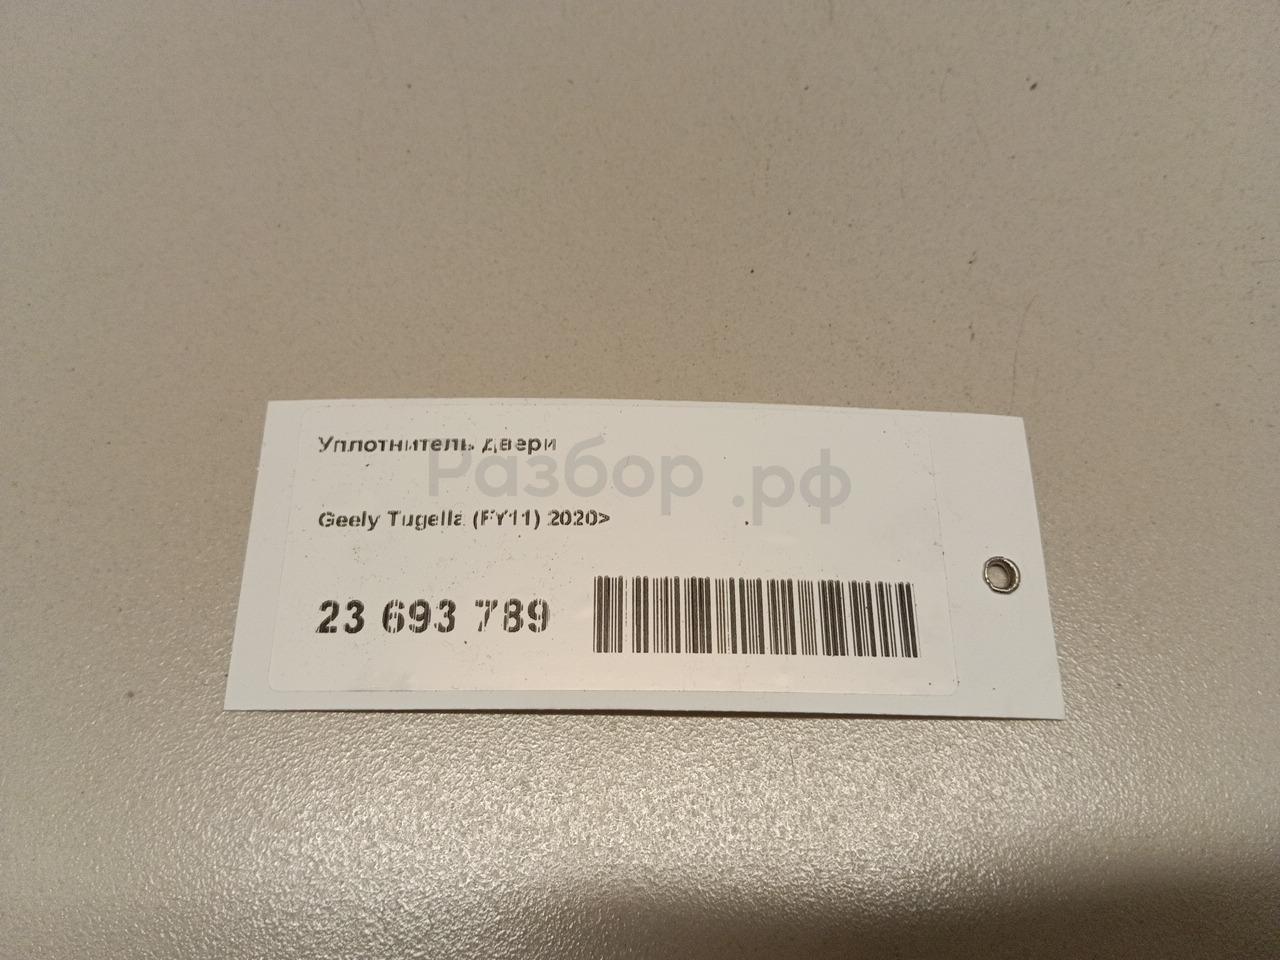 Уплотнитель двери
Разбор.рф
Geely Tugella (FY11) 2020>
23 693 789